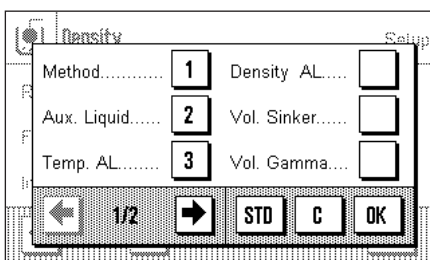 Density
Setup
Method............ 1 Density AL.....
Aux. Liquid...... 2 Vol. Sinker......
Temp. AL........ 3 Vol. Gamma....
1/2 STD C OK